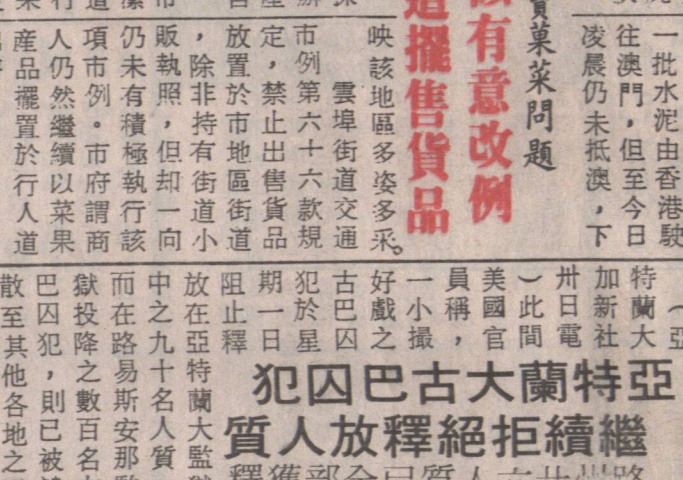 一批水泥由香港駛
往澳門，但至今日
凌晨仍未抵澳，下
菓菜問題
有意改例
擺售貨品
映該地區多姿多采。
雲埠街道交通
市例第六十六款規
定，禁止出售貨品
放置於市地區街道
，除非持有街道小
販執照，但却一向
仍未有積極執行該
項市例。市府謂商
人仍然繼續以菜果
產品擺置於行人道
亞特蘭大古巴囚犯
繼續拒絕釋放人質
（亞
特蘭大
加新社
卅日電
）此間
美國官
員稱，
一小撮
好戲之
古巴囚
犯於星
期一日
阻止釋
放在亞特蘭大監獄
中之九十名人質
而在路易斯安那
獄投降之數百名
巴囚犯，則已被
散至其他各地之